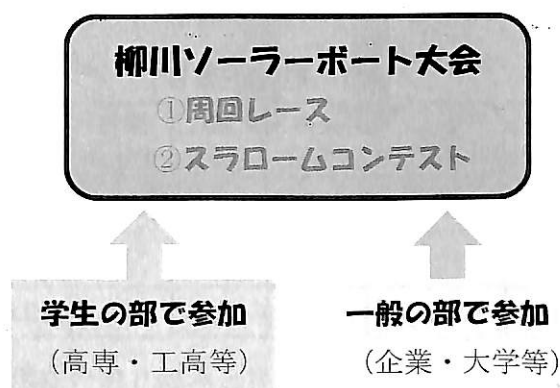 柳川ソーラーボート大会
①周回レース
②スラロームコンテスト
学生の部で参加
一般の部で参加
（高専・工高等）
（企業・大学等）